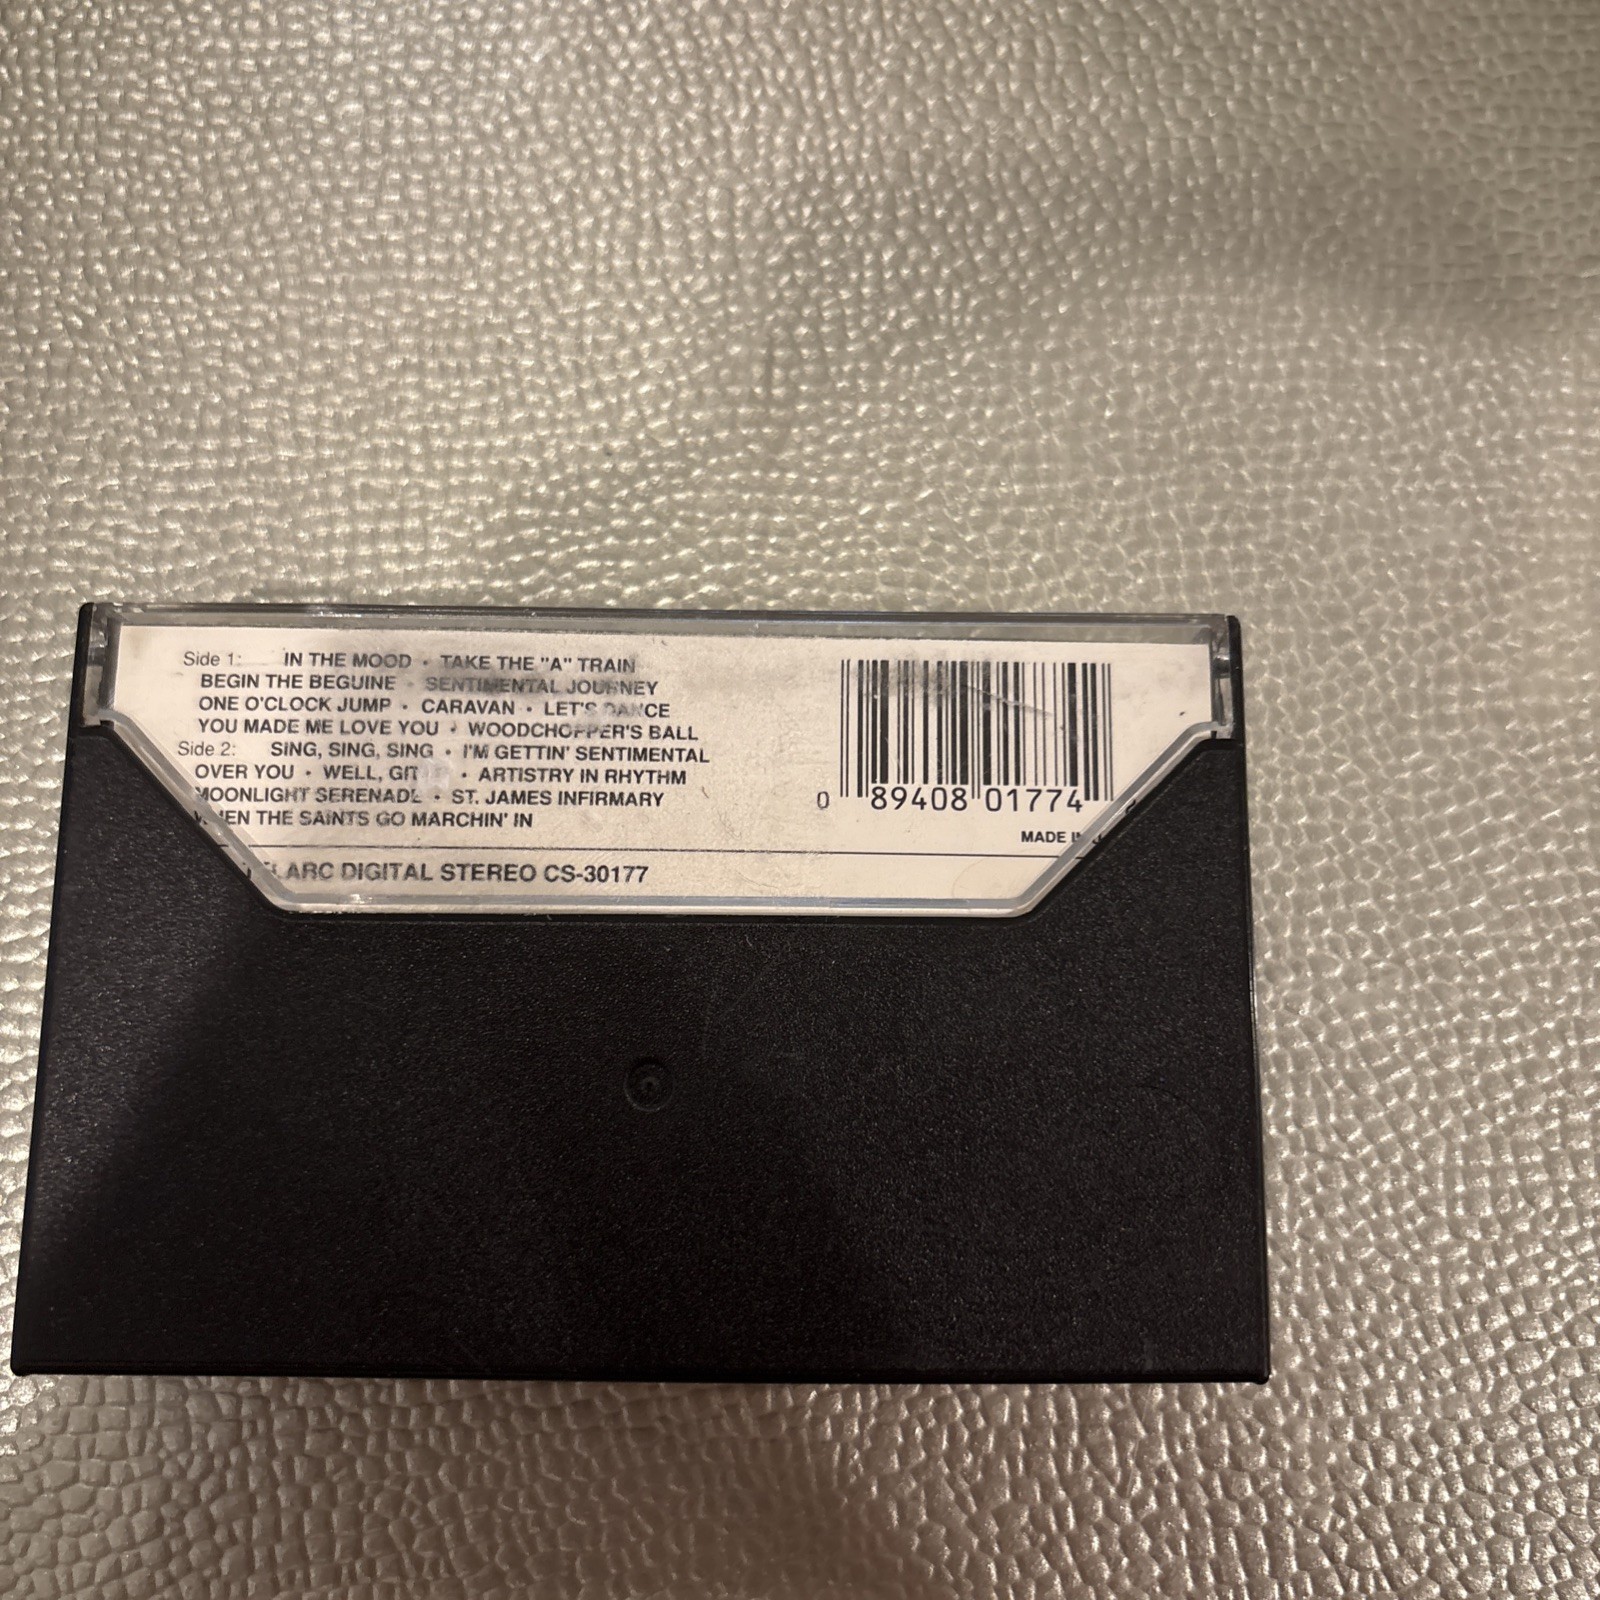 Side 1: IN THE MOOD • TAKE THE "A" TRAIN
BEGIN THE BEGUINE • SENTIMENTAL JOURNEY
ONE O'CLOCK JUMP • CARAVAN • LET'S DANCE
YOU MADE ME LOVE YOU • WOODCHOPPER'S BALL
Side 2: SING, SING, SING • I'M GETTIN' SENTIMENTAL
OVER YOU • WELL, GIT • ARTISTRY IN RHYTHM
MOONLIGHT SERENADE • ST. JAMES INFIRMARY
WHEN THE SAINTS GO MARCHIN' IN
0 89408 01774
MADE IN
TELARC DIGITAL STEREO CS-30177